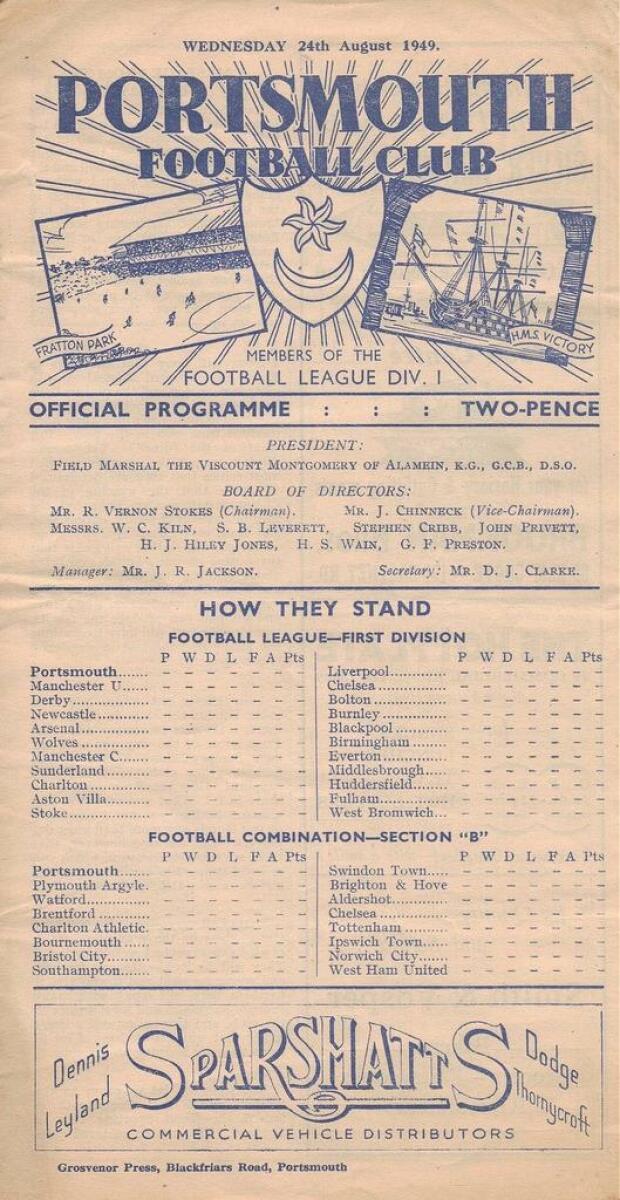 WEDNESDAY 24th August 1949.
PORTSMOUTH
FOOTBALL CLUB
FRATTON PARK
H.M.S. VICTORY
MEMBERS OF THE
FOOTBALL LEAGUE DIV. I
OFFICIAL PROGRAMME : : : TWO-PENCE
PRESIDENT:
FIELD MARSHAL THE VISCOUNT MONTGOMERY OF ALAMEIN, K.G., G.C.B., D.S.O.
BOARD OF DIRECTORS:
MR. R. VERNON STOKES (Chairman). MR. J. CHINNECK (Vice-Chairman).
MESSRS. W. C. KILN, S. B. LEVERETT, STEPHEN CRIBB, JOHN PRIVETT,
H. J. HILEY JONES, H. S. WAIN, G. F. PRESTON.
Manager: MR. J. R. JACKSON. Secretary: MR. D. J. CLARKE.
HOW THEY STAND
FOOTBALL LEAGUE—FIRST DIVISION
P W D L F A Pts P W D L F A Pts
Portsmouth...... – – – – – – – Liverpool............ – – – – – – –
Manchester U...... – – – – – – – Chelsea............... – – – – – – –
Derby.................. – – – – – – – Bolton................ – – – – – – –
Newcastle............ – – – – – – – Burnley.............. – – – – – – –
Arsenal............... – – – – – – – Blackpool........... – – – – – – –
Wolves............... – – – – – – – Birmingham........ – – – – – – –
Manchester C...... – – – – – – – Everton.............. – – – – – – –
Sunderland......... – – – – – – – Middlesbrough..... – – – – – – –
Charlton............ – – – – – – – Huddersfield........ – – – – – – –
Aston Villa......... – – – – – – – Fulham............... – – – – – – –
Stoke.................. – – – – – – – West Bromwich... – – – – – – –
FOOTBALL COMBINATION—SECTION "B"
P W D L F A Pts P W D L F A Pts
Portsmouth...... – – – – – – – Swindon Town..... – – – – – – –
Plymouth Argyle. – – – – – – – Brighton & Hove – – – – – – –
Watford............... – – – – – – – Aldershot............ – – – – – – –
Brentford............ – – – – – – – Chelsea............... – – – – – – –
Charlton Athletic. – – – – – – – Tottenham.......... – – – – – – –
Bournemouth...... – – – – – – – Ipswich Town...... – – – – – – –
Bristol City.......... – – – – – – – Norwich City....... – – – – – – –
Southampton....... – – – – – – – West Ham United – – – – – – –
Dennis
Leyland
SPARSHATTS
Dodge
Thornycroft
COMMERCIAL VEHICLE DISTRIBUTORS
Grosvenor Press, Blackfriars Road, Portsmouth